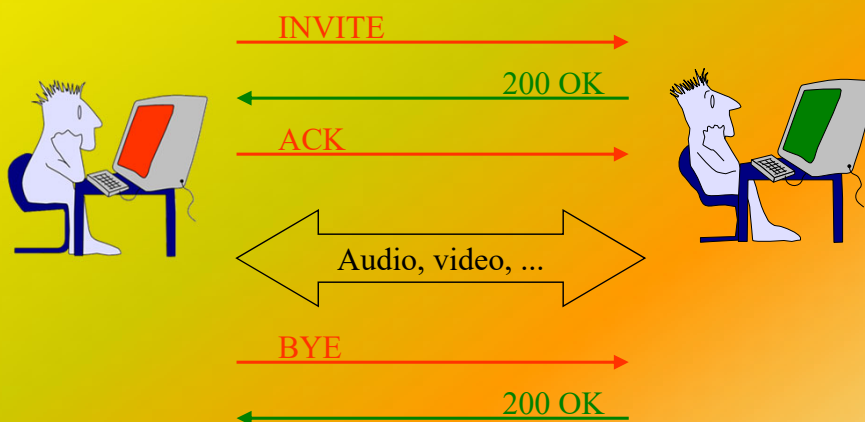 INVITE
200 OK
ACK
Audio, video, ...
BYE
200 OK